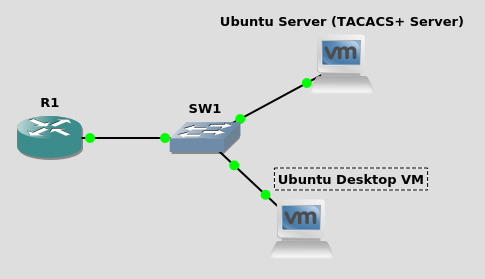 Ubuntu Server (TACACS+ Server)
vm
R1
SW1
Ubuntu Desktop VM
vm